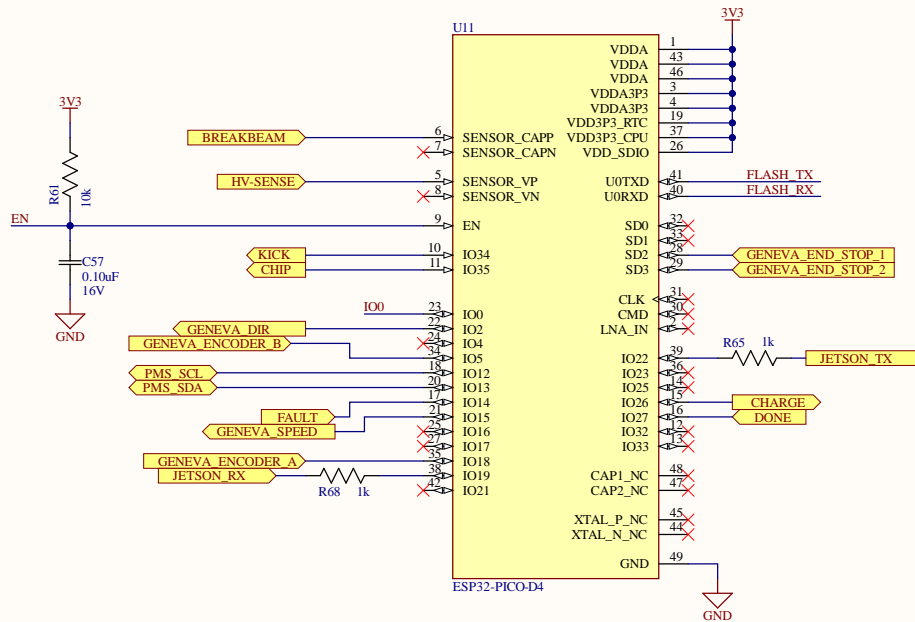 3V3
U11
1
VDDA
43
VDDA
46
VDDA
3
VDDA3P3
4
VDDA3P3
19
VDD3P3_RTC
37
VDD3P3_CPU
26
VDD_SDIO
3V3
R61
10k
BREAKBEAM
6
SENSOR_CAPP
7
SENSOR_CAPN
HV-SENSE
5
SENSOR_VP
8
SENSOR_VN
U0TXD
41
FLASH_TX
U0RXD
40
FLASH_RX
EN
9
EN
SD0
32
SD1
33
KICK
10
IO34
SD2
28
GENEVA_END_STOP_1
CHIP
11
IO35
SD3
29
GENEVA_END_STOP_2
C57
0.10uF
16V
GND
CLK
31
IO0
23
IO0
CMD
30
GENEVA_DIR
22
IO2
LNA_IN
2
24
IO4
GENEVA_ENCODER_B
34
IO5
IO22
39
R65
1k
JETSON_TX
PMS_SCL
18
IO12
IO23
36
PMS_SDA
20
IO13
IO25
14
FAULT
17
IO14
IO26
15
CHARGE
GENEVA_SPEED
21
IO15
IO27
16
DONE
25
IO16
IO32
12
27
IO17
IO33
13
GENEVA_ENCODER_A
35
IO18
JETSON_RX
R68
1k
38
IO19
CAP1_NC
48
42
IO21
CAP2_NC
47
XTAL_P_NC
45
XTAL_N_NC
44
GND
49
ESP32-PICO-D4
GND